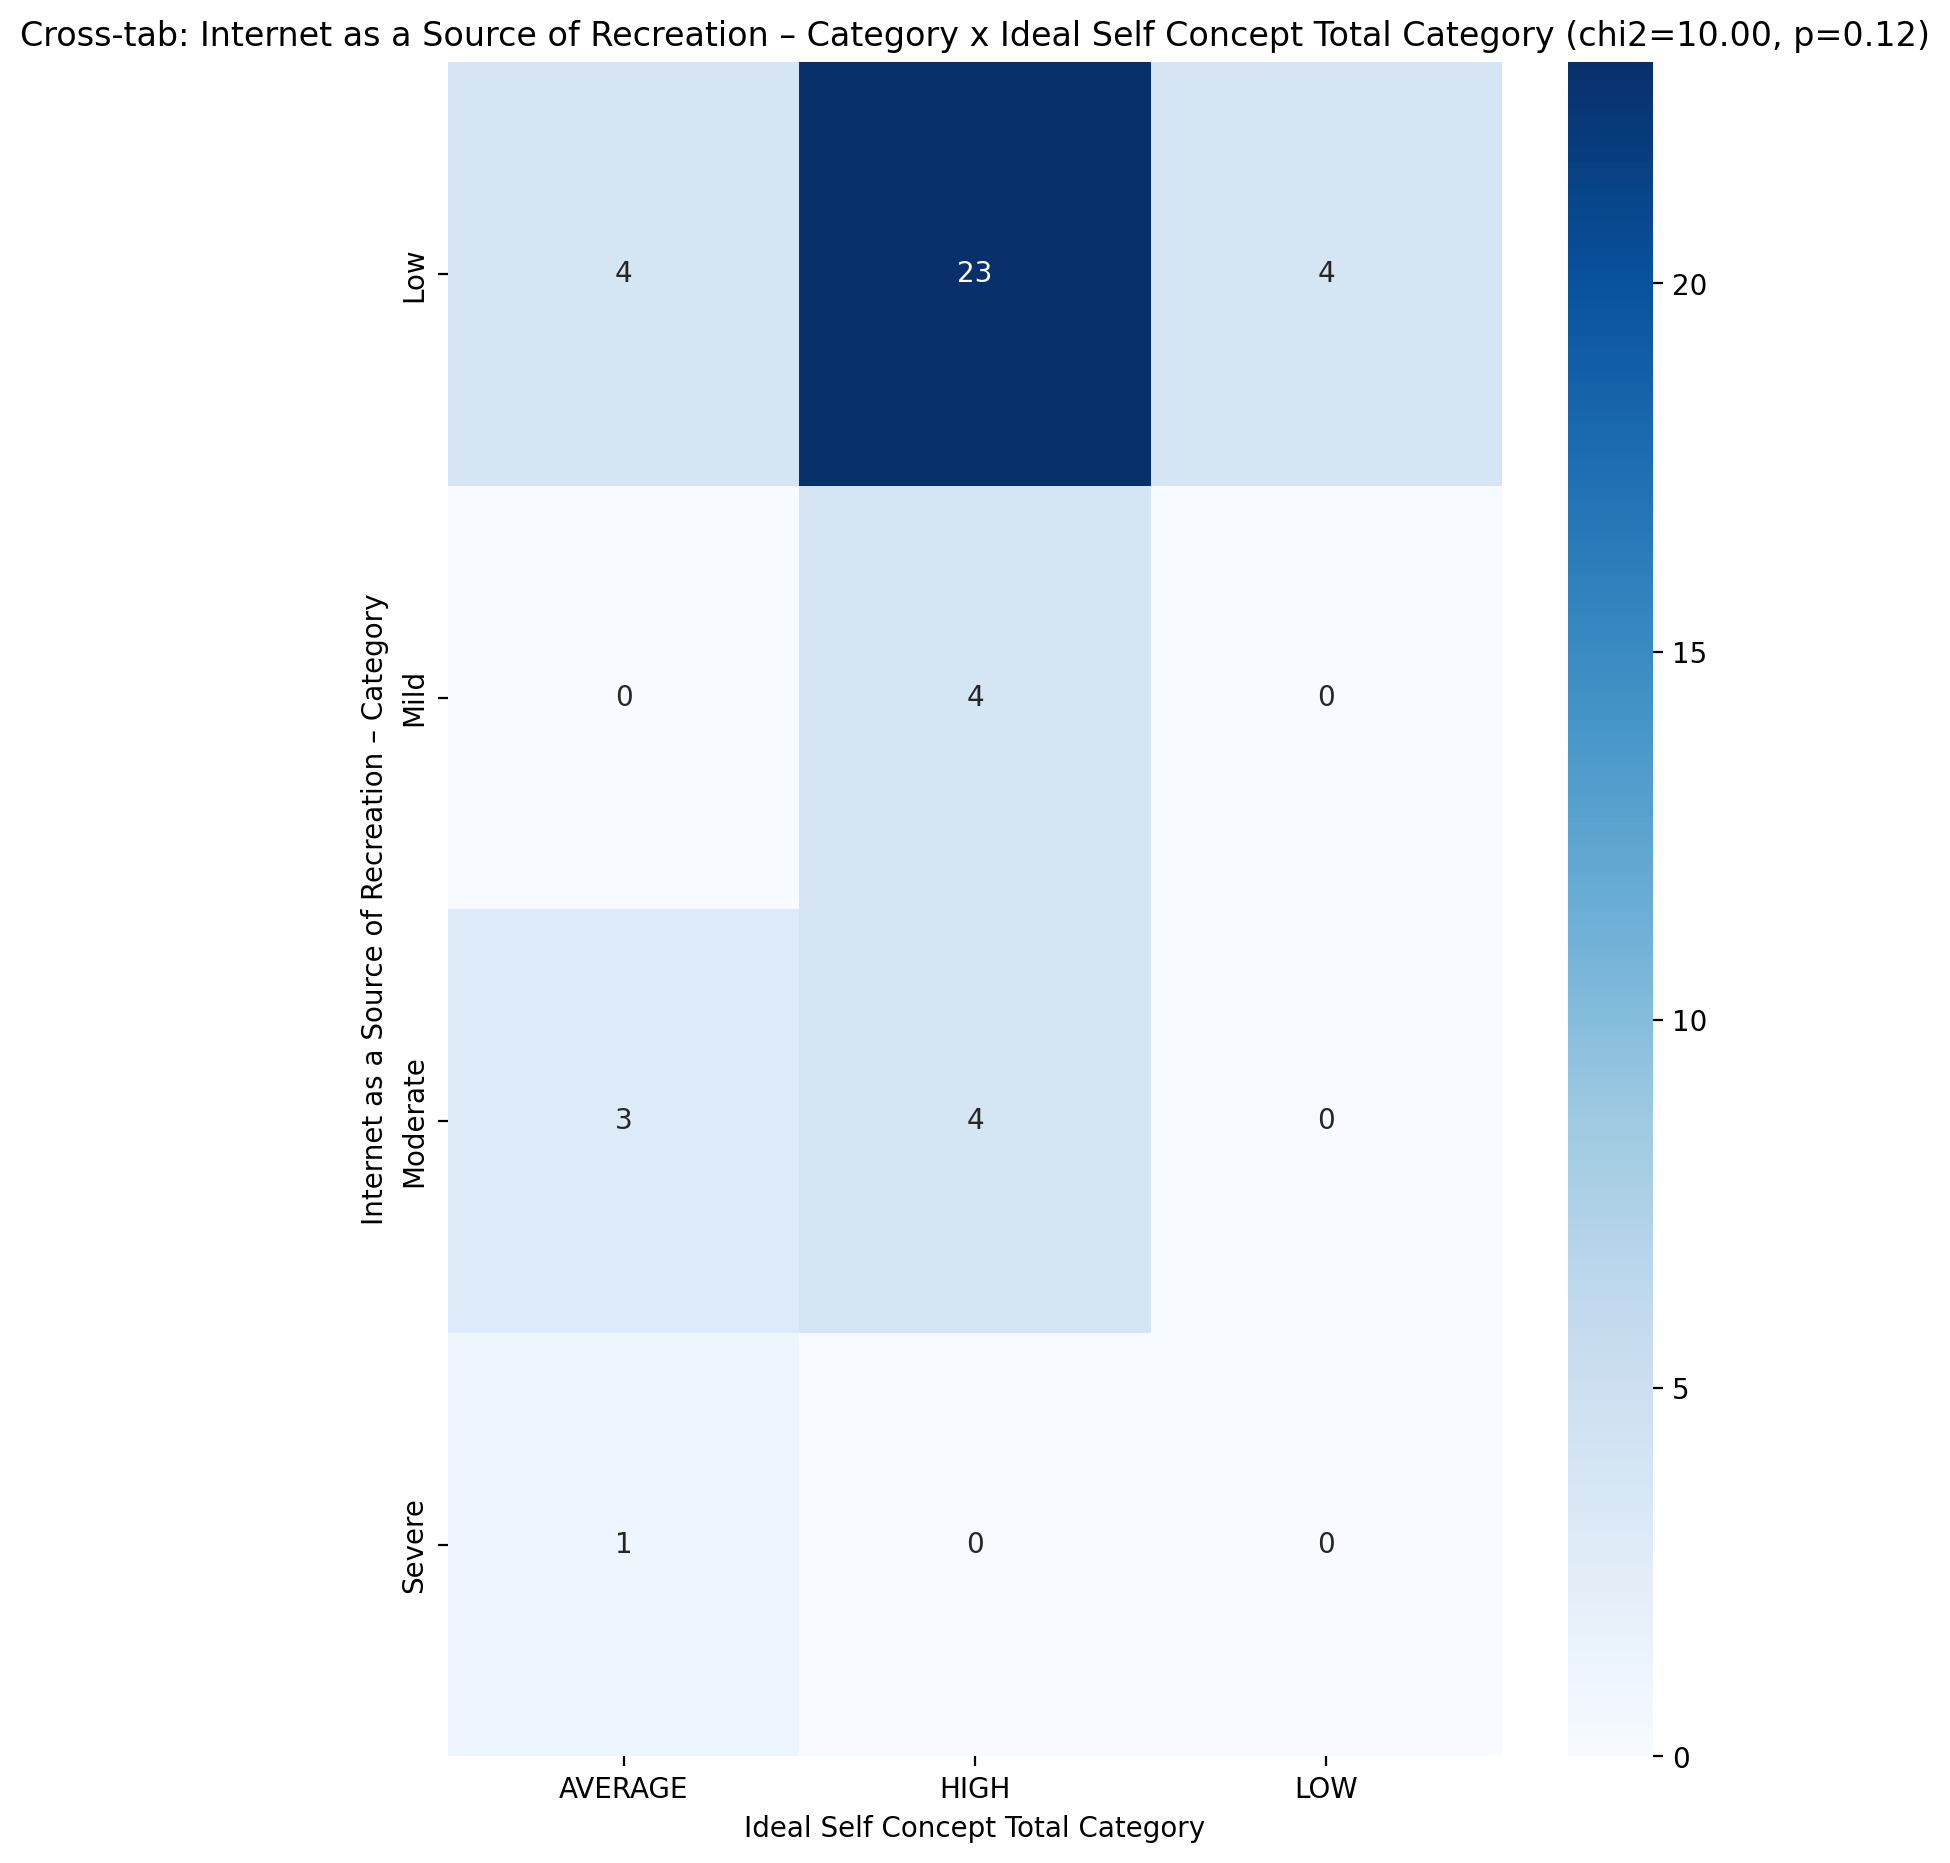 Cross-tab: Internet as a Source of Recreation – Category x Ideal Self Concept Total Category (chi2=10.00, p=0.12)
Internet as a Source of Recreation – Category
Low
4
23
4
Mild
0
4
0
Moderate
3
4
0
Severe
1
0
0
AVERAGE
HIGH
LOW
Ideal Self Concept Total Category
20
15
10
5
0